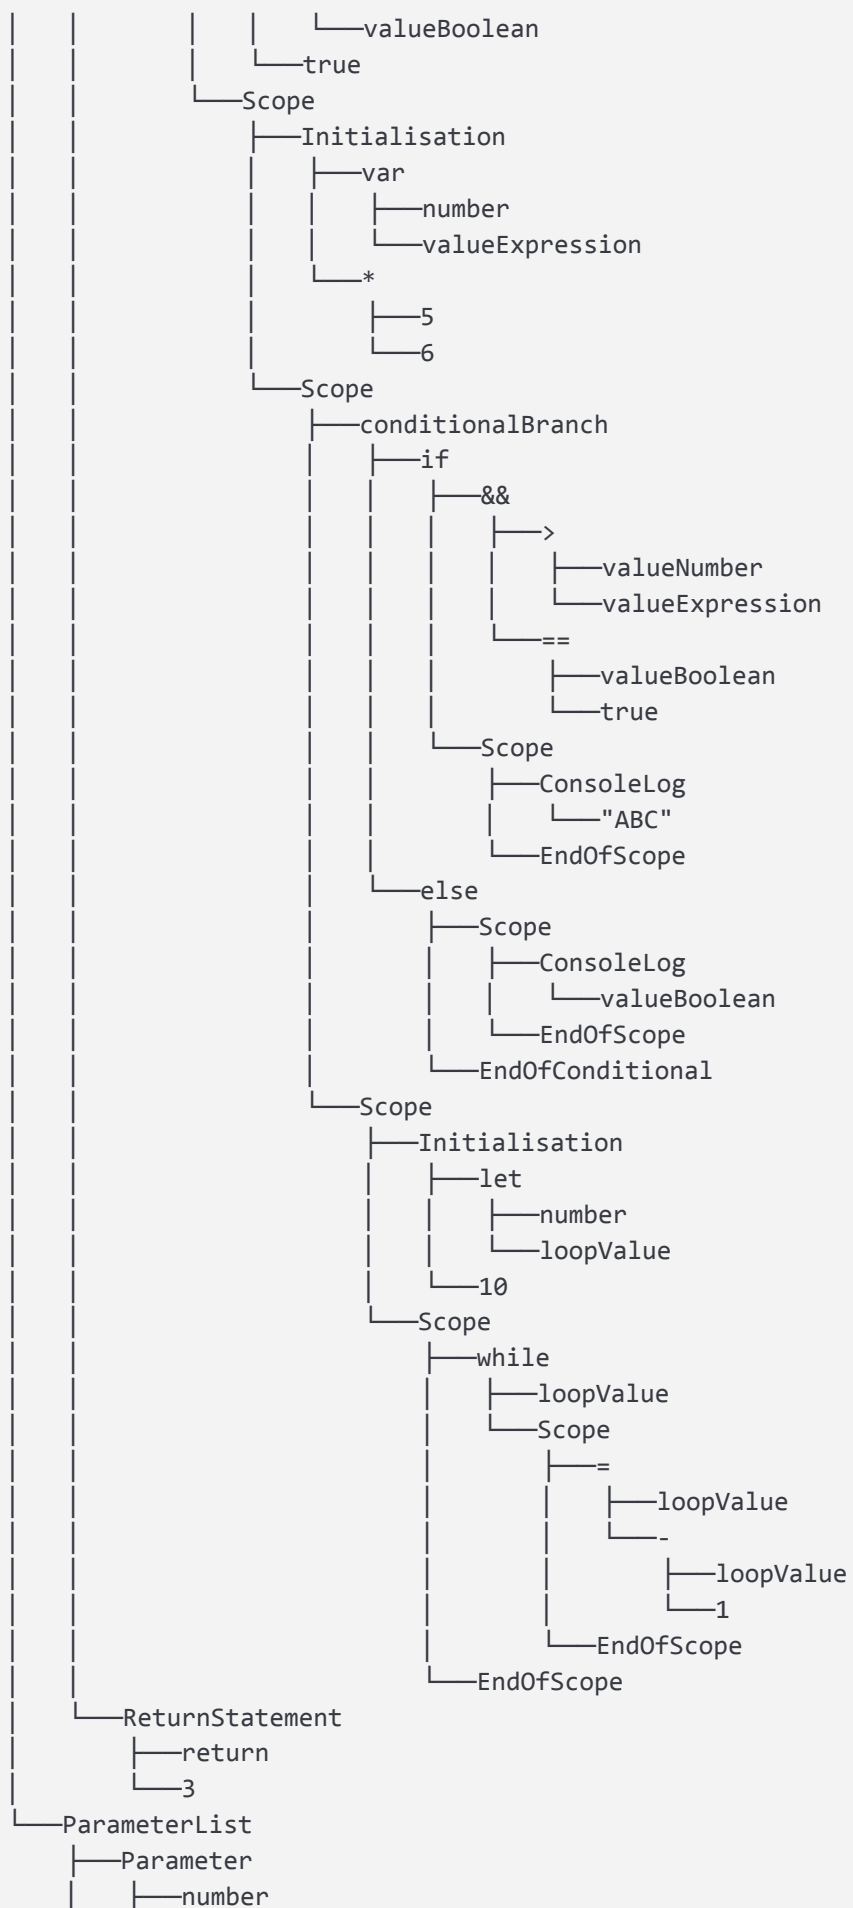 valueBoolean
true
Scope
Initialisation
var
number
valueExpression
*
5
6
Scope
conditionalBranch
if
&&
>
valueNumber
valueExpression
==
valueBoolean
true
Scope
ConsoleLog
"ABC"
EndOfScope
else
Scope
ConsoleLog
valueBoolean
EndOfScope
EndOfConditional
Scope
Initialisation
let
number
loopValue
10
Scope
while
loopValue
Scope
=
loopValue
-
loopValue
1
EndOfScope
EndOfScope
ReturnStatement
return
3
ParameterList
Parameter
number